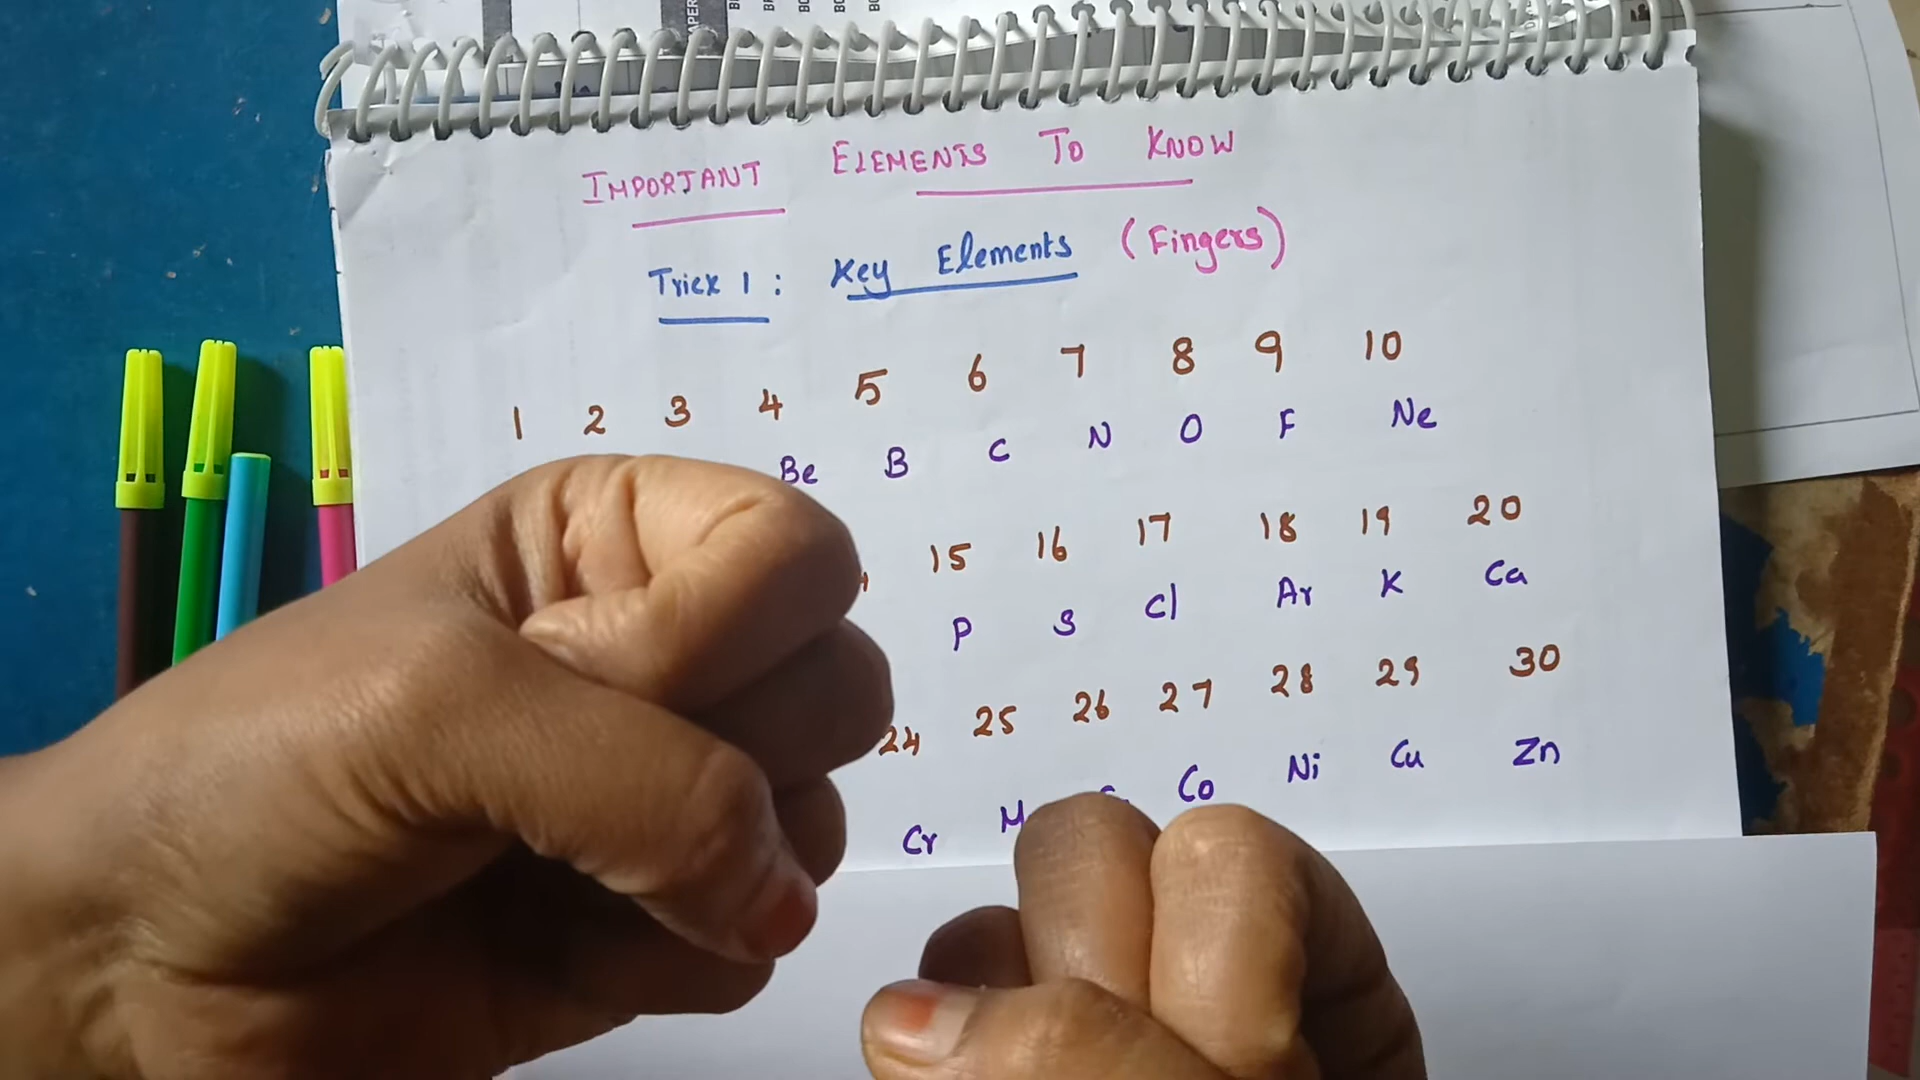 IMPORTANT ELEMENTS TO KNOW
Trick 1 : Key Elements (Fingers)
1 2 3 4 5 6 7 8 9 10
Be B C N O F Ne
15 16 17 18 19 20
P S Cl Ar K Ca
24 25 26 27 28 29 30
Cr Co Ni Cu Zn